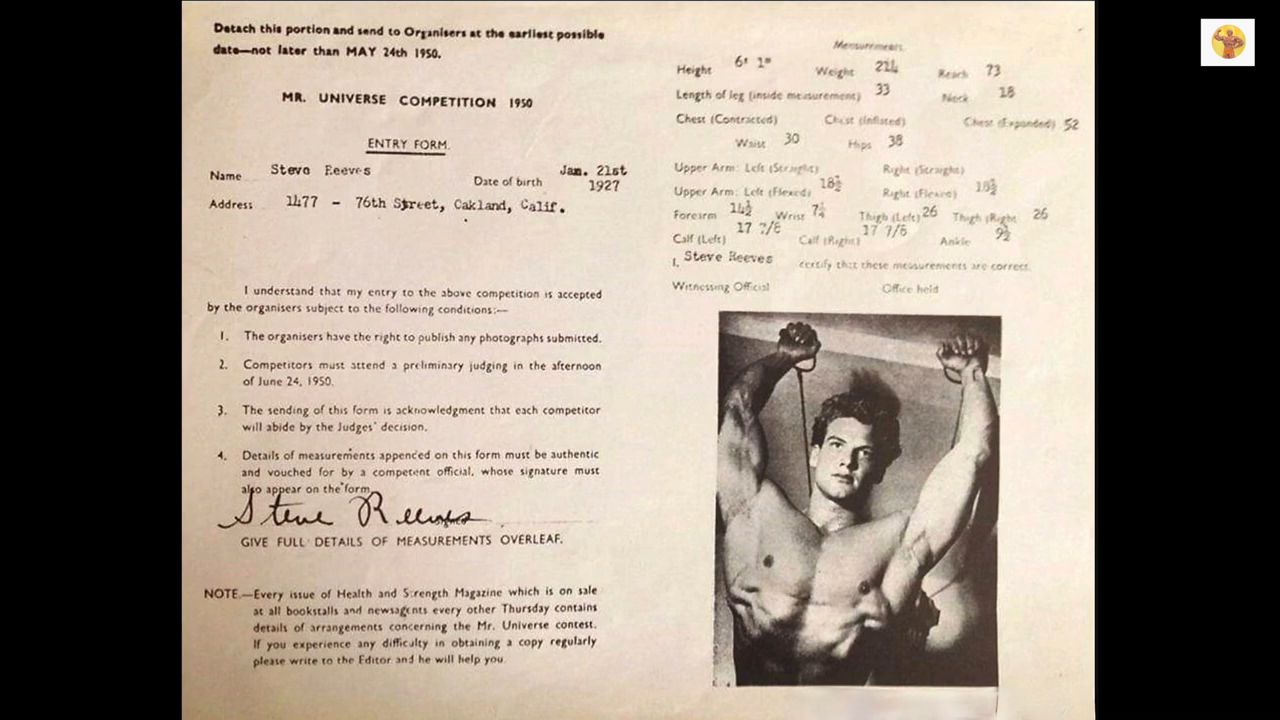 Detach this portion and send to Organisers at the earliest possible
date—not later than MAY 24th 1950.
MR. UNIVERSE COMPETITION 1950
ENTRY FORM.
Name Steve Reeves Date of birth Jan. 21st 1927
Address 1477 - 76th Street, Oakland, Calif.
I understand that my entry to the above competition is accepted
by the organisers subject to the following conditions:—
1. The organisers have the right to publish any photographs submitted.
2. Competitors must attend a preliminary judging in the afternoon
of June 24, 1950.
3. The sending of this form is acknowledgment that each competitor
will abide by the Judges' decision.
4. Details of measurements appended on this form must be authentic
and vouched for by a competent official, whose signature must
also appear on the form.
Steve Reeves
GIVE FULL DETAILS OF MEASUREMENTS OVERLEAF.
NOTE.—Every issue of Health and Strength Magazine which is on sale
at all bookstalls and newsagents every other Thursday contains
details of arrangements concerning the Mr. Universe contest.
If you experience any difficulty in obtaining a copy regularly
please write to the Editor and he will help you.
Measurements.
Height 6' 1" Weight 214 Reach 73
Length of leg (inside measurement) 33 Neck 18
Chest (Contracted) Chest (Inflated) Chest (Expanded) 52
Waist 30 Hips 38
Upper Arm: Left (Straight) Right (Straight)
Upper Arm: Left (Flexed) 18½ Right (Flexed) 18½
Forearm 14½ Wrist 7¼ Thigh (Left) 26 Thigh (Right 26
Calf (Left) 17 7/8 Calf (Right) 17 7/8 Ankle 9½
I, Steve Reeves certify that these measurements are correct.
Witnessing Official Office held